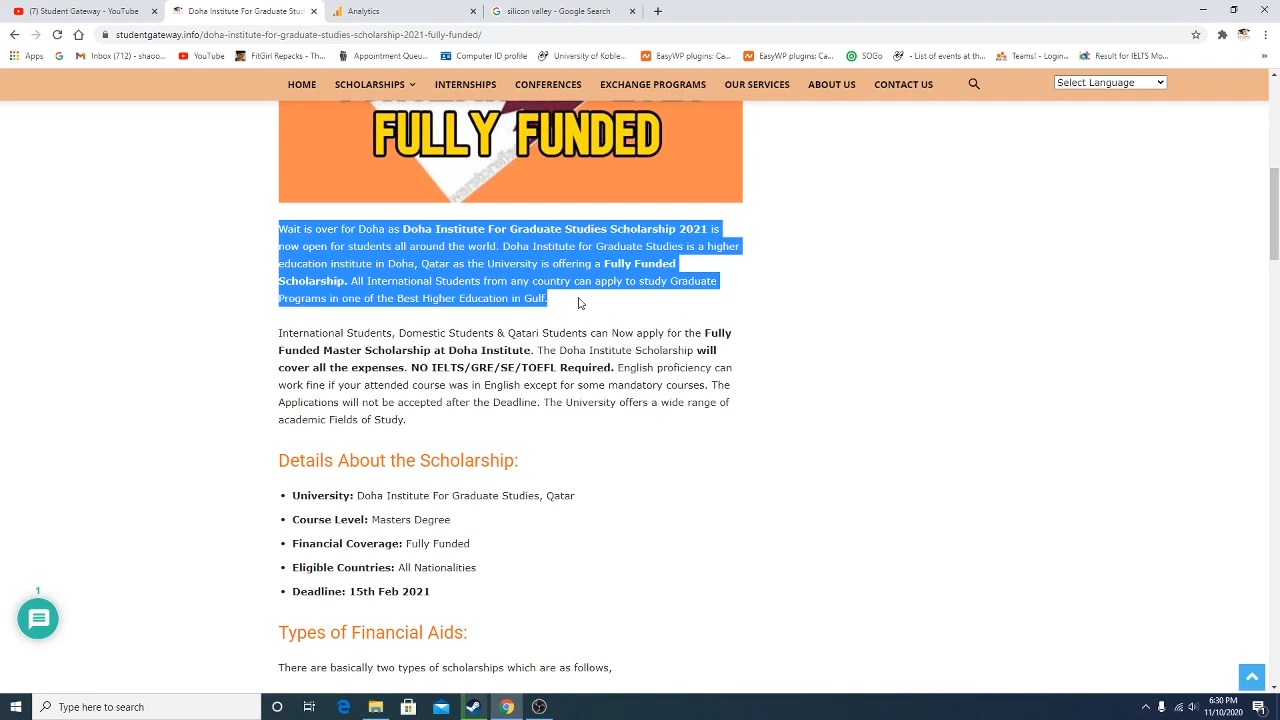 (7) Student Gateway - YouTube
Doha Institute For Graduate Stud
Analytics
silicon valley - Google Search
studentgateway.info/doha-institute-for-graduate-studies-scholarship-2021-fully-funded/
Apps
Inbox (712) - shaoo...
YouTube
FitGirl Repacks - Th...
Appointment Queu...
Computer ID profile
University of Koble...
EasyWP plugins: Ca...
EasyWP plugins: Ca...
SOGo
- List of events at th...
Teams! - Login...
Result for IELTS Mo...
HOME SCHOLARSHIPS INTERNSHIPS CONFERENCES EXCHANGE PROGRAMS OUR SERVICES ABOUT US CONTACT US
Select Language
FULLY FUNDED
Wait is over for Doha as Doha Institute For Graduate Studies Scholarship 2021 is
now open for students all around the world. Doha Institute for Graduate Studies is a higher
education institute in Doha, Qatar as the University is offering a Fully Funded
Scholarship. All International Students from any country can apply to study Graduate
Programs in one of the Best Higher Education in Gulf.
International Students, Domestic Students & Qatari Students can Now apply for the Fully
Funded Master Scholarship at Doha Institute. The Doha Institute Scholarship will
cover all the expenses. NO IELTS/GRE/SE/TOEFL Required. English proficiency can
work fine if your attended course was in English except for some mandatory courses. The
Applications will not be accepted after the Deadline. The University offers a wide range of
academic Fields of Study.
Details About the Scholarship:
• University: Doha Institute For Graduate Studies, Qatar
• Course Level: Masters Degree
• Financial Coverage: Fully Funded
• Eligible Countries: All Nationalities
• Deadline: 15th Feb 2021
1
Types of Financial Aids:
There are basically two types of scholarships which are as follows,
Type here to search
6:30 PM
11/10/2020